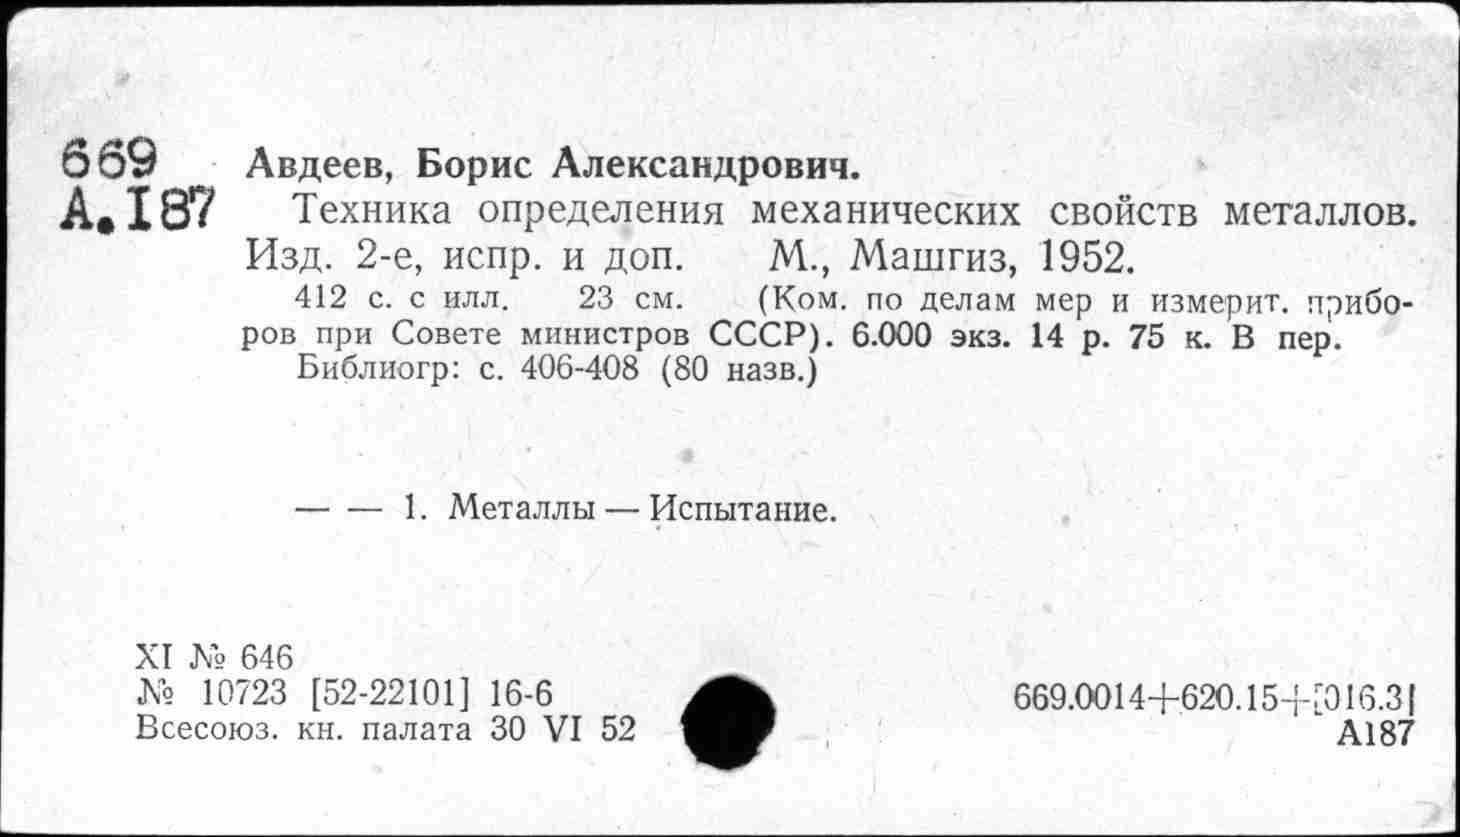 669 Авдеев, Борис Александрович.
А.I87 Техника определения механических свойств металлов.
Изд. 2-е, испр. и доп. М., Машгиз, 1952.
412 с. с илл. 23 см. (Ком. по делам мер и измерит. прибо-
ров при Совете министров СССР). 6.000 экз. 14 р. 75 к. В пер.
Библиогр: с. 406-408 (80 назв.)
— — 1. Металлы — Испытание.
XI № 646
№ 10723 [52-22101] 16-6
Всесоюз. кн. палата 30 VI 52
669.0014+620.15+[016.3]
А187